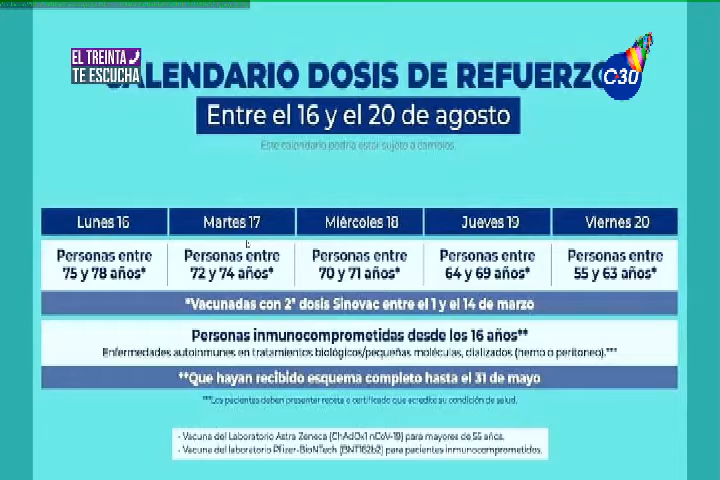 EL TREINTA
TE ESCUCHA
CALENDARIO DOSIS DE REFUERZO
C30
Entre el 16 y el 20 de agosto
Este calendario podría estar sujeto a cambios.
Lunes 16
Martes 17
Miércoles 18
Jueves 19
Viernes 20
Personas entre
75 y 78 años*
Personas entre
72 y 74 años*
Personas entre
70 y 71 años*
Personas entre
64 y 69 años*
Personas entre
55 y 63 años*
*Vacunadas con 2° dosis Sinovac entre el 1 y el 14 de marzo
Personas inmunocomprometidas desde los 16 años**
Enfermedades autoinmunes en tratamientos biológicos/pequeñas moléculas, dializados (hemo o peritoneo).***
**Que hayan recibido esquema completo hasta el 31 de mayo
***Los pacientes deben presentar receta o certificado que acredite su condición de salud.
- Vacuna del Laboratorio Astra Zeneca (ChAdOx1 nCoV-19) para mayores de 55 años.
- Vacuna del laboratorio Pfizer-BioNTech (BNT162b2) para pacientes inmunocomprometidos.